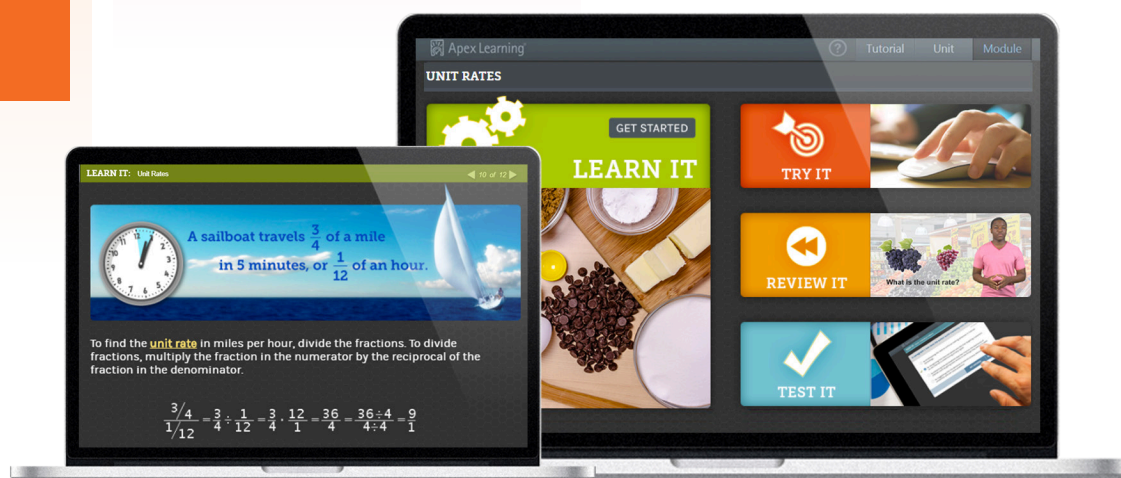 Apex Learning
? Tutorial Unit Module
UNIT RATES
GET STARTED
LEARN IT
TRY IT
REVIEW IT
What is the unit rate?
TEST IT
LEARN IT: Unit Rates
10 of 12
A sailboat travels 3/4 of a mile
in 5 minutes, or 1/12 of an hour.
To find the unit rate in miles per hour, divide the fractions. To divide
fractions, multiply the fraction in the numerator by the reciprocal of the
fraction in the denominator.
(3/4)/(1/12) = 3/4 ÷ 1/12 = 3/4 · 12/1 = 36/4 = (36÷4)/(4÷4) = 9/1